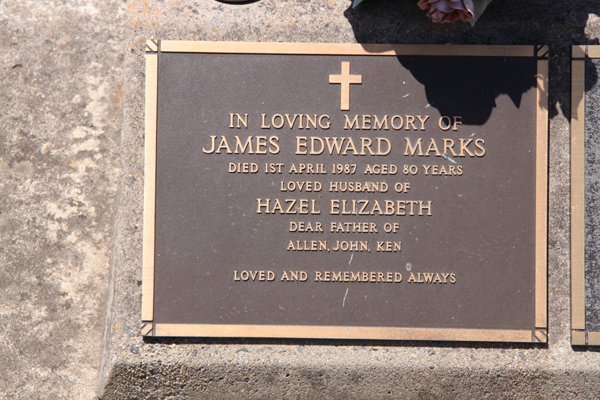 IN LOVING MEMORY OF
JAMES EDWARD MARKS
DIED 1ST APRIL 1987 AGED 80 YEARS
LOVED HUSBAND OF
HAZEL ELIZABETH
DEAR FATHER OF
ALLEN, JOHN, KEN
LOVED AND REMEMBERED ALWAYS